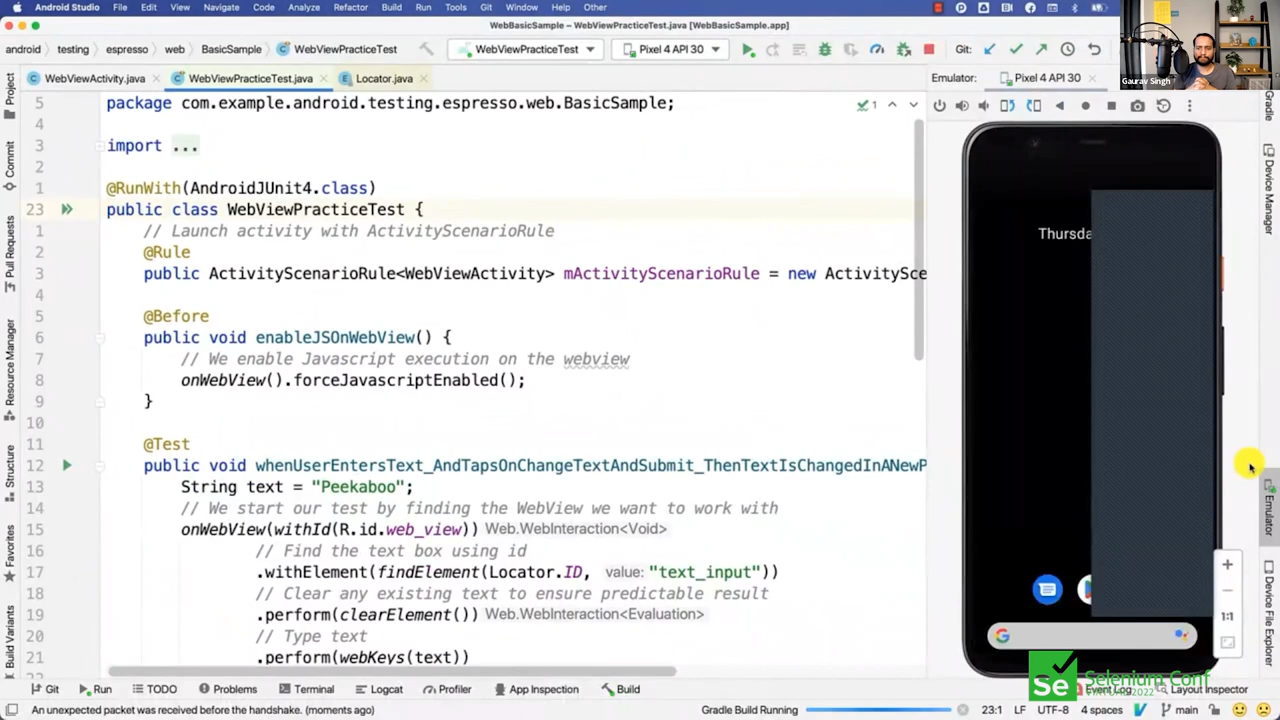 Android Studio File Edit View Navigate Code Analyze Refactor Build Run Tools Git Window Help Other
WebBasicSample – WebViewPracticeTest.java [WebBasicSample.app]
android testing espresso web BasicSample WebViewPracticeTest WebViewPracticeTest Pixel 4 API 30 Git:
Gaurav Singh
WebViewActivity.java WebViewPracticeTest.java Locator.java Emulator: Pixel 4 API 30
Project
Commit
Pull Requests
Resource Manager
Structure
Favorites
Build Variants
5 package com.example.android.testing.espresso.web.BasicSample;
1
4
3 import ...
2
1 @RunWith(AndroidJUnit4.class)
23 public class WebViewPracticeTest {
1 // Launch activity with ActivityScenarioRule
2 @Rule
3 public ActivityScenarioRule<WebViewActivity> mActivityScenarioRule = new ActivitySce
4
5 @Before
6 public void enableJSOnWebView() {
7 // We enable Javascript execution on the webview
8 onWebView().forceJavascriptEnabled();
9 }
10
11 @Test
12 public void whenUserEntersText_AndTapsOnChangeTextAndSubmit_ThenTextIsChangedInANewP
13 String text = "Peekaboo";
14 // We start our test by finding the WebView we want to work with
15 onWebView(withId(R.id.web_view)) Web.WebInteraction<Void>
16 // Find the text box using id
17 .withElement(findElement(Locator.ID, value: "text_input"))
18 // Clear any existing text to ensure predictable result
19 .perform(clearElement()) Web.WebInteraction<Evaluation>
20 // Type text
21 .perform(webKeys(text))
Thursda
G
1:1
Gradle
Device Manager
Emulator
Device File Explorer
Se Selenium Conf
VIRTUAL 2022
Git Run TODO Problems Terminal Logcat Profiler App Inspection Build Event Log Layout Inspector
An unexpected packet was received before the handshake. (moments ago) Gradle Build Running 23:1 LF UTF-8 4 spaces main